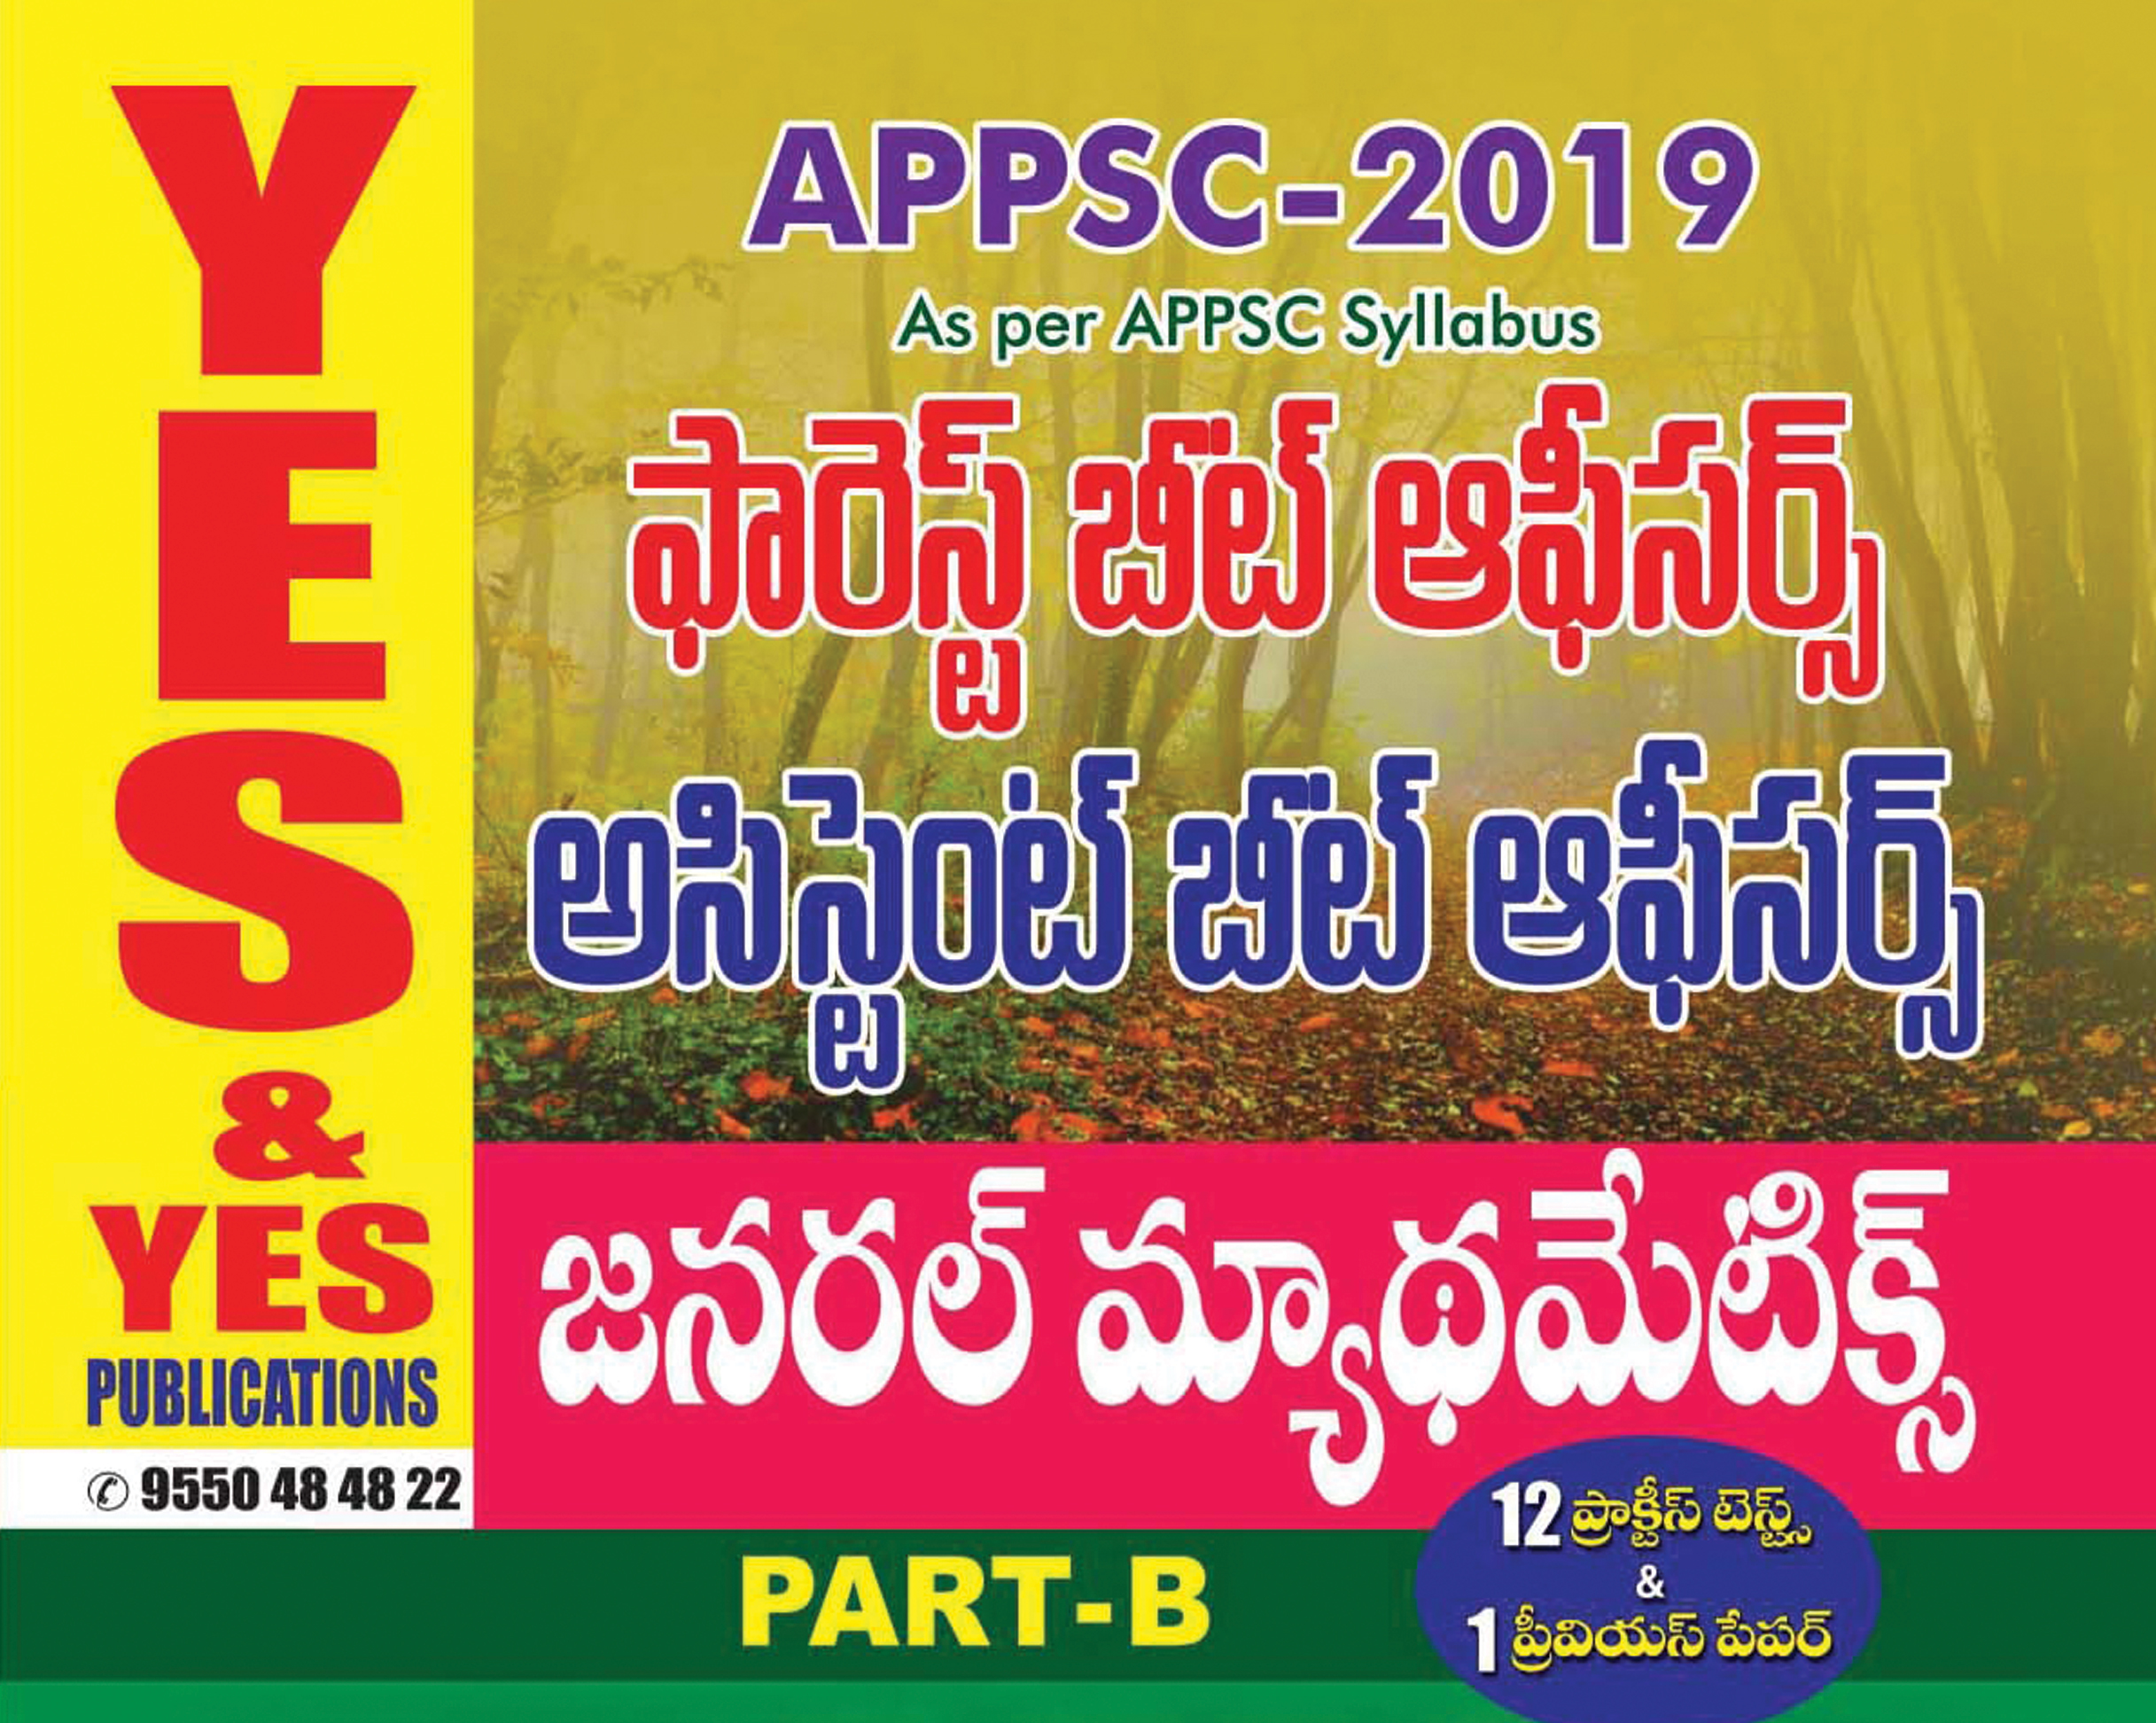 YES
&
YES
PUBLICATIONS
✆ 9550 48 48 22
APPSC-2019
As per APPSC Syllabus
ఫారెస్ట్ బీట్ ఆఫీసర్స్
అసిస్టెంట్ బీట్ ఆఫీసర్స్
జనరల్ మ్యాథమేటిక్స్
PART-B
12 ప్రాక్టీస్ టెస్ట్స్
&
1 ప్రీవియస్ పేపర్